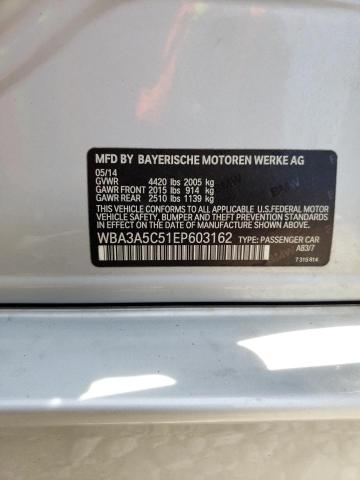 MFD BY BAYERISCHE MOTOREN WERKE AG
05/14
GVWR 4420 lbs 2005 kg
GAWR FRONT 2015 lbs 914 kg
GAWR REAR 2510 lbs 1139 kg
THIS VEHICLE CONFORMS TO ALL APPLICABLE U.S.FEDERAL MOTOR
VEHICLE SAFETY, BUMPER AND THEFT PREVENTION STANDARDS
IN EFFECT ON THE DATE OF MANUFACTURE SHOWN ABOVE.
WBA3A5C51EP603162 TYPE: PASSENGER CAR
A83/7
7 315 814